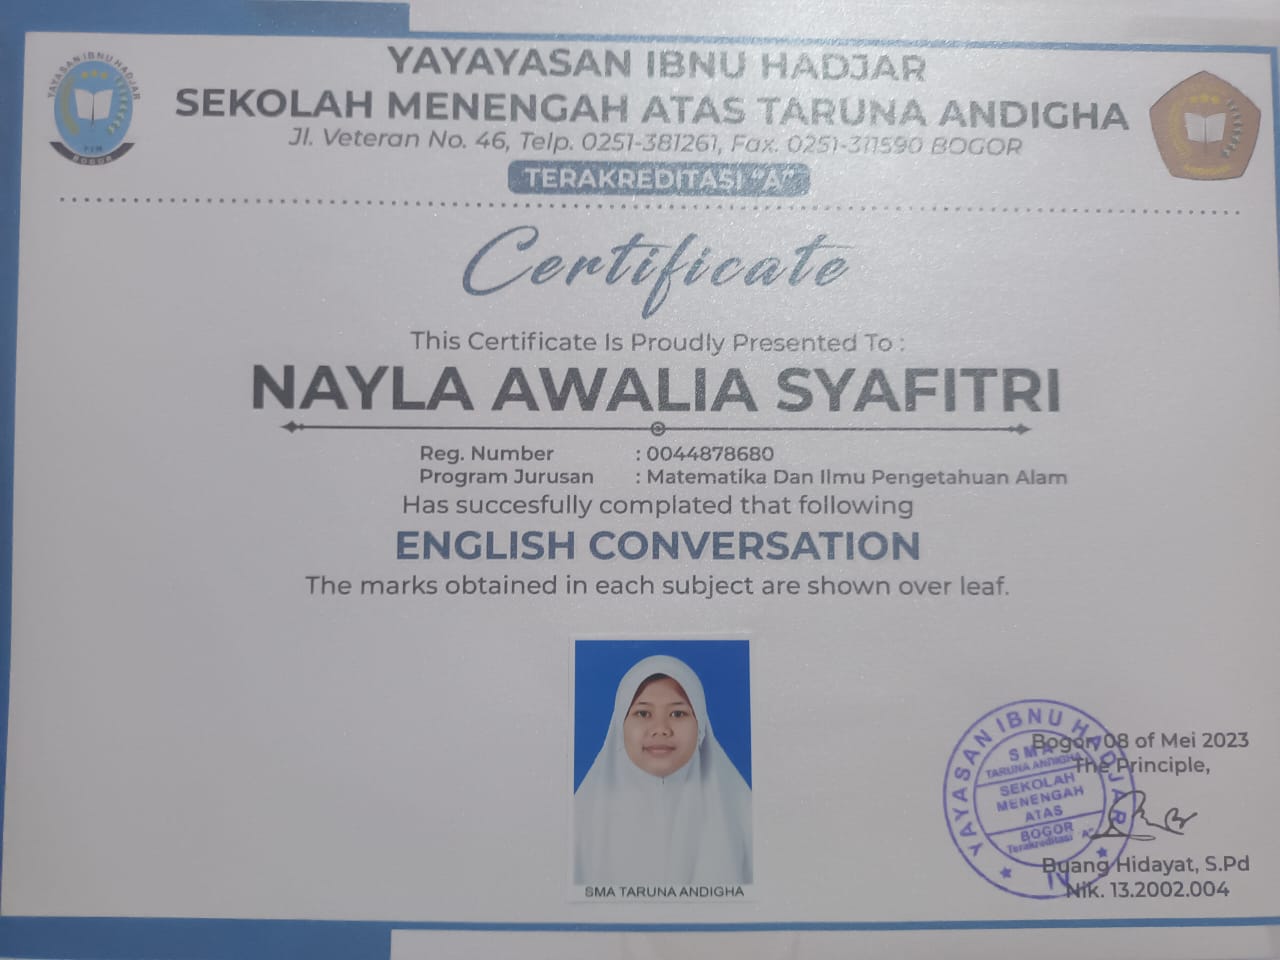 YAYASAN IBNU HADJAR
BOGOR
YAYAYASAN IBNU HADJAR
SEKOLAH MENENGAH ATAS TARUNA ANDIGHA
Jl. Veteran No. 46, Telp. 0251-381261, Fax. 0251-311590 BOGOR
TERAKREDITASI "A"
Certificate
This Certificate Is Proudly Presented To :
NAYLA AWALIA SYAFITRI
Reg. Number : 0044878680
Program Jurusan : Matematika Dan Ilmu Pengetahuan Alam
Has succesfully complated that following
ENGLISH CONVERSATION
The marks obtained in each subject are shown over leaf.
SMA TARUNA ANDIGHA
Bogor, 08 of Mei 2023
The Principle,
YAYASAN IBNU HADJAR
SMA
TARUNA ANDIGHA
SEKOLAH
MENENGAH
ATAS
BOGOR
Terakreditasi "A"
Buang Hidayat, S.Pd
Nik. 13.2002.004